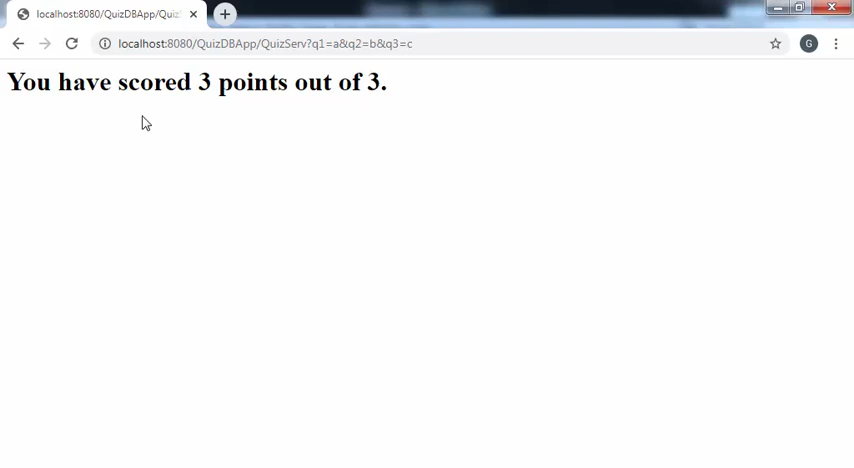 localhost:8080/QuizDBApp/Quiz
localhost:8080/QuizDBApp/QuizServ?q1=a&q2=b&q3=c
G
You have scored 3 points out of 3.